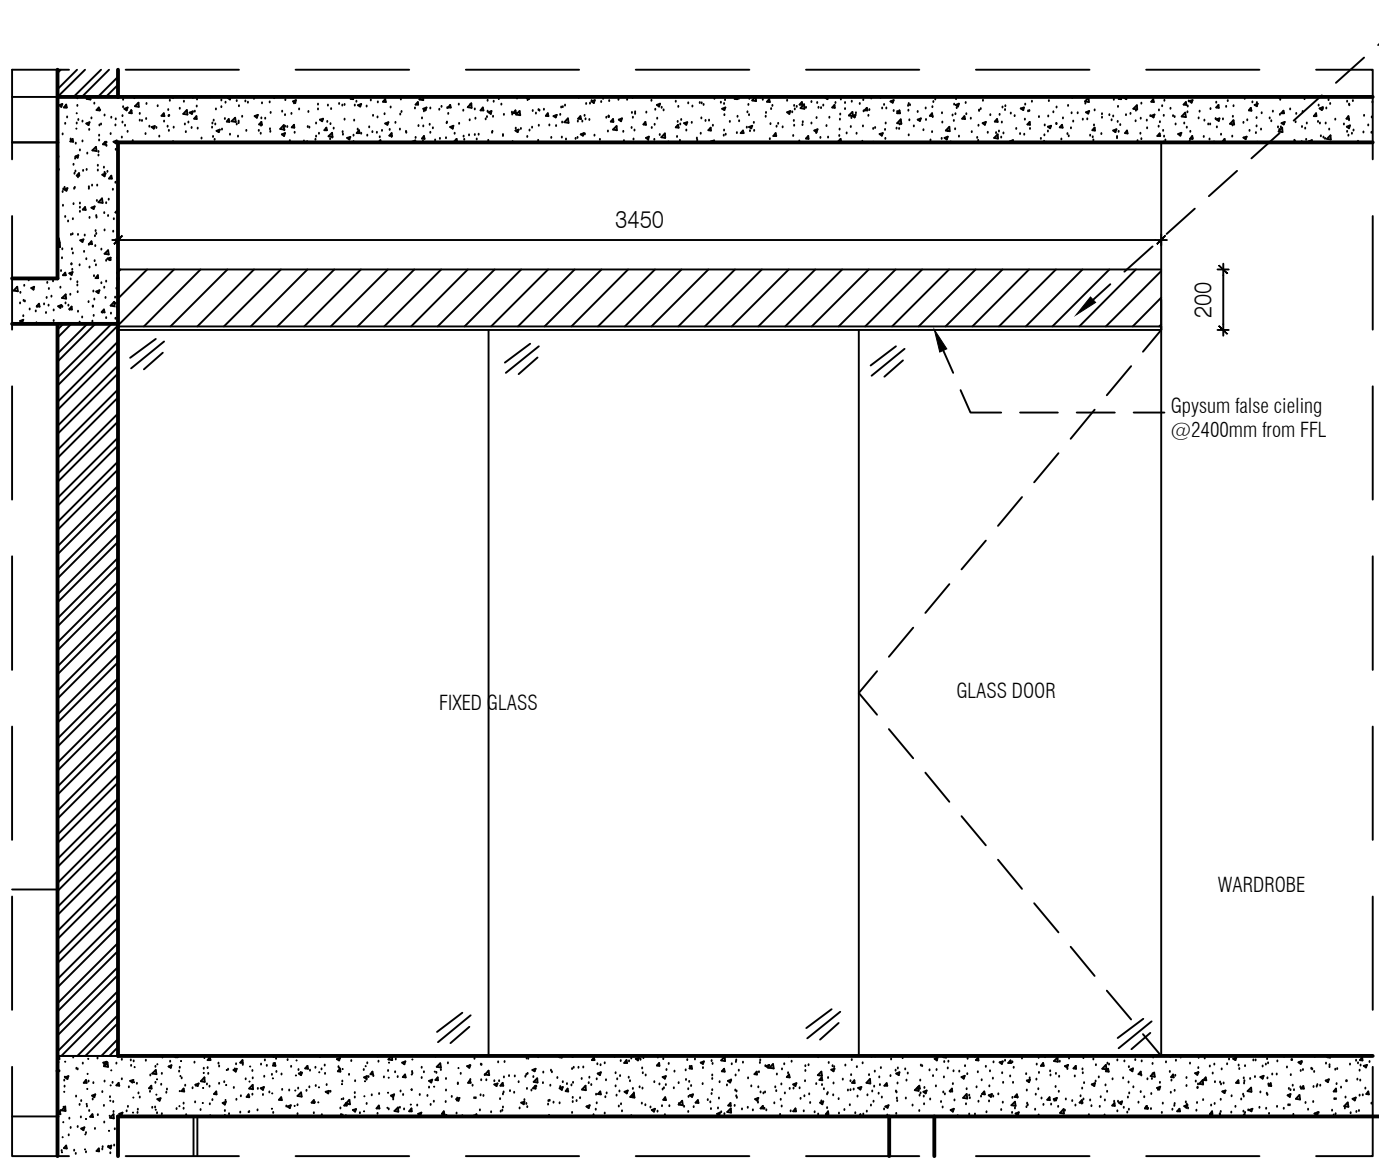 3450
200
Gpysum false cieling
@2400mm from FFL
FIXED GLASS
GLASS DOOR
WARDROBE